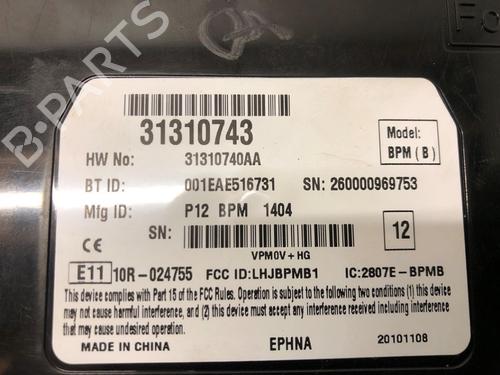 QA
Fo
B-PARTS
31310743
Model:
BPM (B)
HW No: 31310740AA
BT ID: 001EAE516731 SN: 260000969753
Mfg ID: P12 BPM 1404
SN:
12
VPM0V+HG
CE
E11 10R-024755 FCC ID:LHJBPMB1 IC:2807E-BPMB
This device complies with Part 15 of the FCC Rules. Operation is subject to the following two conditions (1) this device
may not cause harmful interference, and (2) this device must accept any interference received including interference
that may cause undesired operation.
MADE IN CHINA EPHNA 20101108